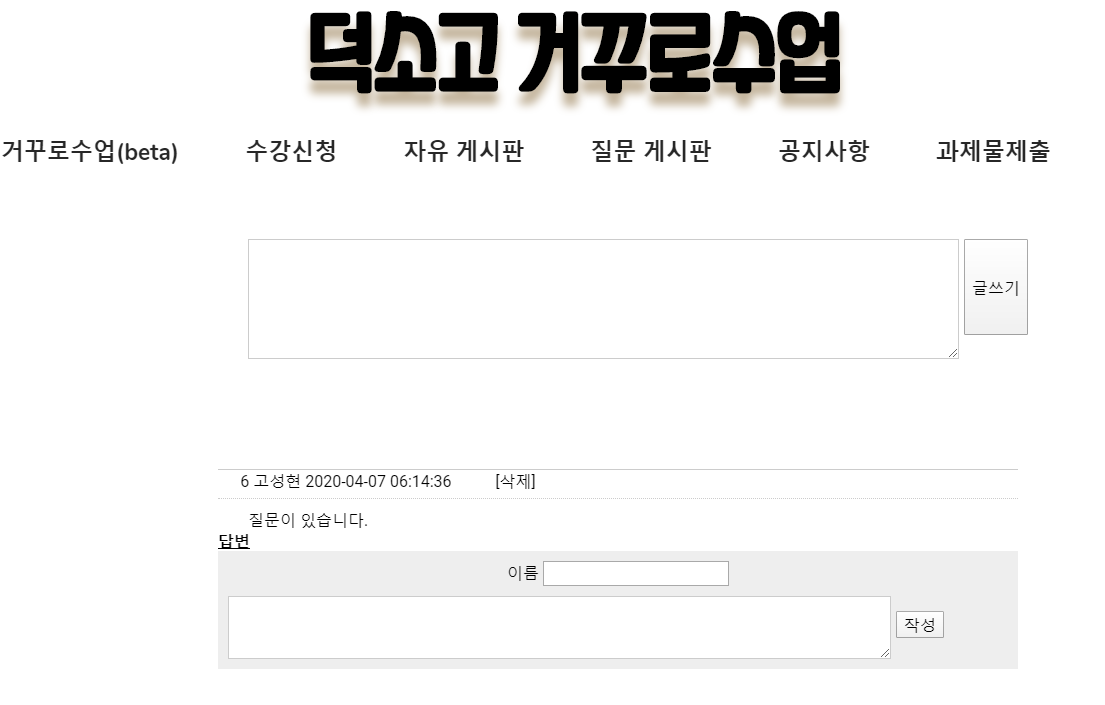 덕소고 거꾸로수업
거꾸로수업(beta) 수강신청 자유 게시판 질문 게시판 공지사항 과제물제출
글쓰기
6 고성현 2020-04-07 06:14:36 [삭제]
질문이 있습니다.
답변
이름
작성